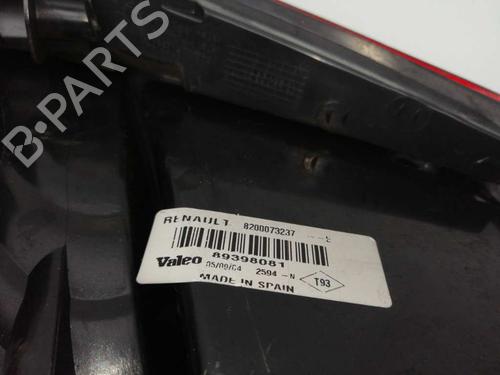 B-PARTS
RENAULT 8200073237 --E
89398081
Valeo 05/09/04 2594 -N T93
MADE IN SPAIN